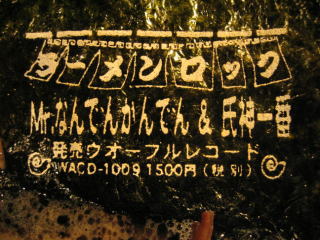 ラーメンロック
Mr.なんでんかんでん & 氏神一番
発売ウオーフルレコード
WACD-1009 1500円(税別)